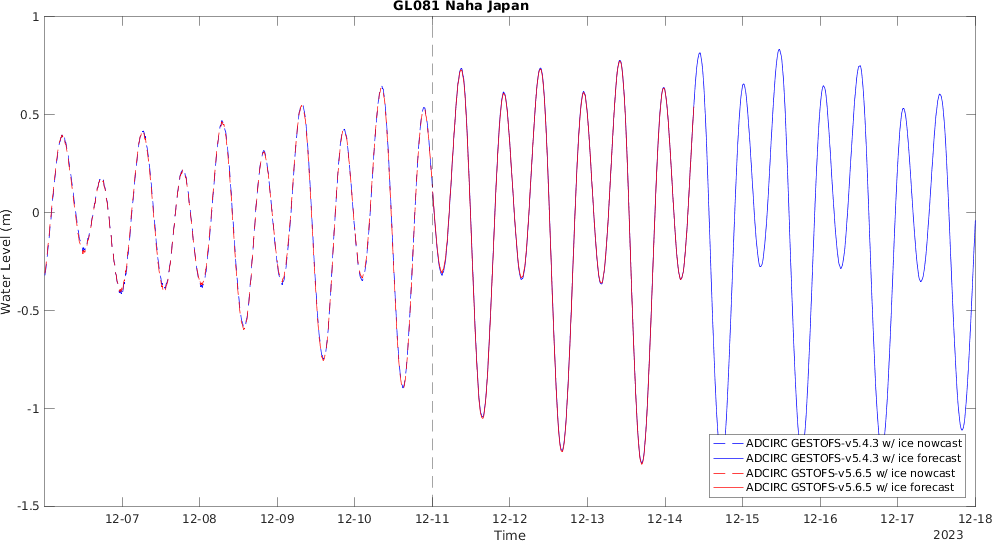 GL081 Naha Japan
1
0.5
0
-0.5
-1
-1.5
Water Level (m)
12-07
12-08
12-09
12-10
12-11
12-12
12-13
12-14
12-15
12-16
12-17
12-18
Time
2023
ADCIRC GESTOFS-v5.4.3 w/ ice nowcast
ADCIRC GESTOFS-v5.4.3 w/ ice forecast
ADCIRC GSTOFS-v5.6.5 w/ ice nowcast
ADCIRC GSTOFS-v5.6.5 w/ ice forecast